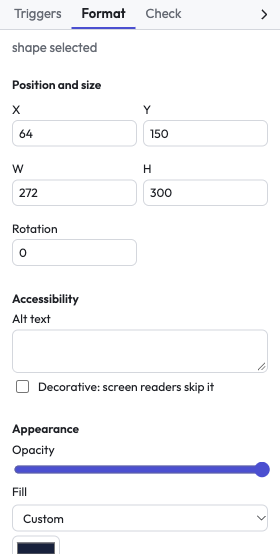 Triggers Format Check
shape selected
Position and size
X Y
64 150
W H
272 300
Rotation
0
Accessibility
Alt text
Decorative: screen readers skip it
Appearance
Opacity
Fill
Custom